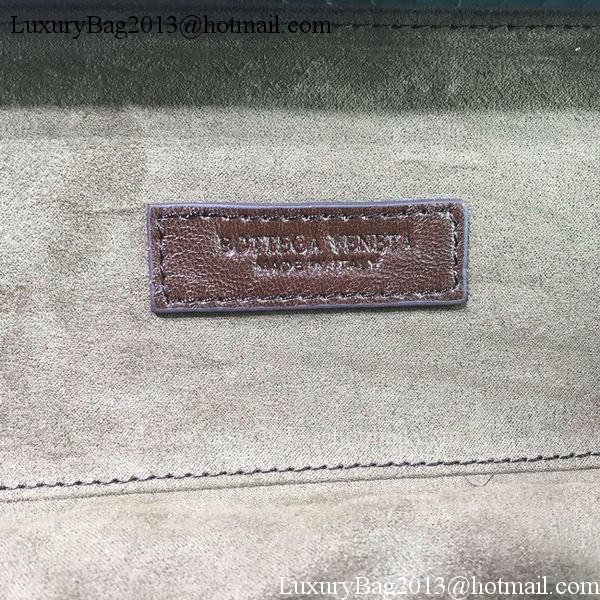 LuxuryBag2013@hotmail.com
BOTTEGA VENETA
MADE IN ITALY
LuxuryBag2013@hotmail.com